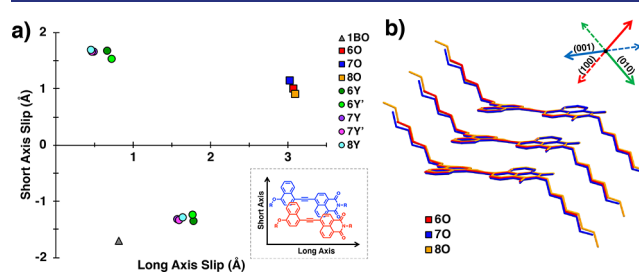 a)
Short Axis Slip (Å)
2
1
0
-1
-2
1
2
3
Long Axis Slip (Å)
1BO
6O
7O
8O
6Y
6Y'
7Y
7Y'
8Y
Short Axis
Long Axis
R
O
O
N-R
O
R
O
O
N-R
O
b)
(001)
(100)
(010)
6O
7O
8O